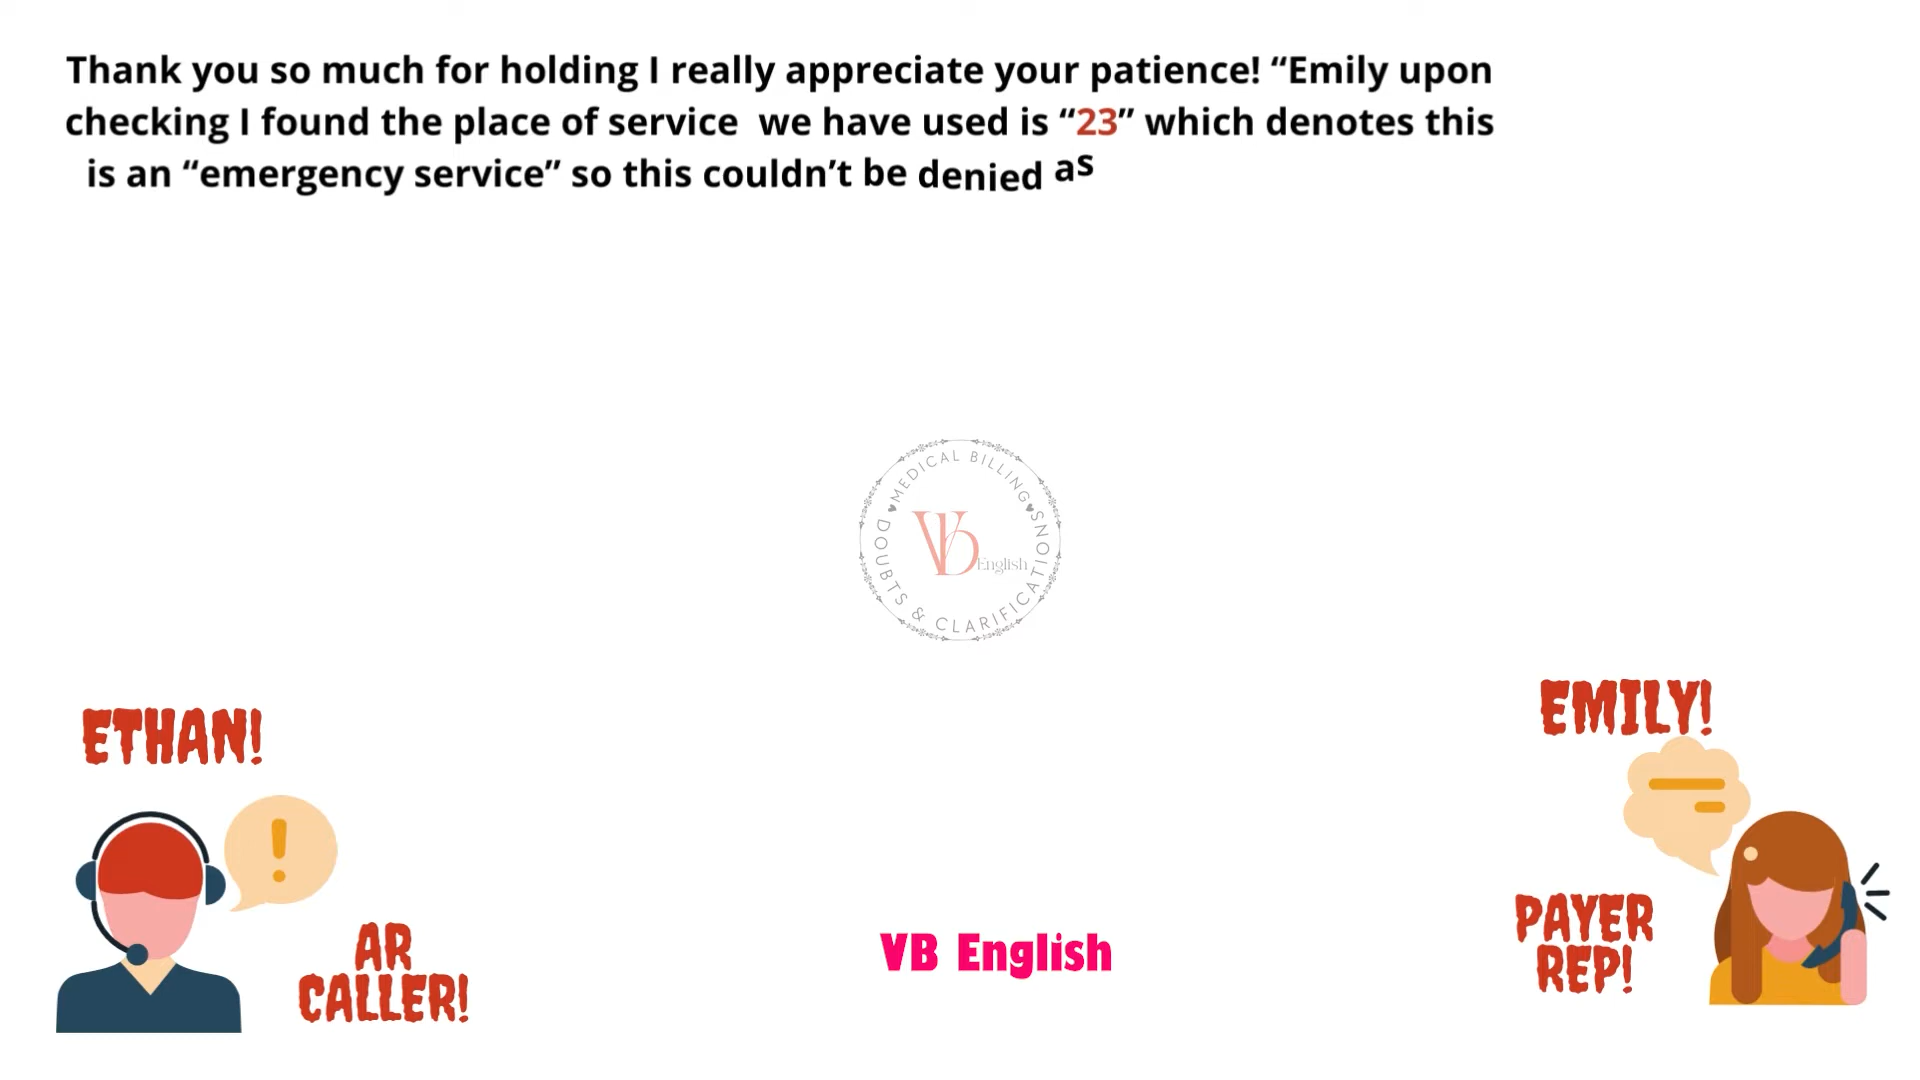 Thank you so much for holding I really appreciate your patience! “Emily upon
checking I found the place of service  we have used is “23” which denotes this
is an “emergency service” so this couldn’t be denied as
MEDICAL BILLING
VB English
DOUBTS & CLARIFICATIONS
ETHAN!
EMILY!
AR
CALLER!
PAYER
REP!
VB English